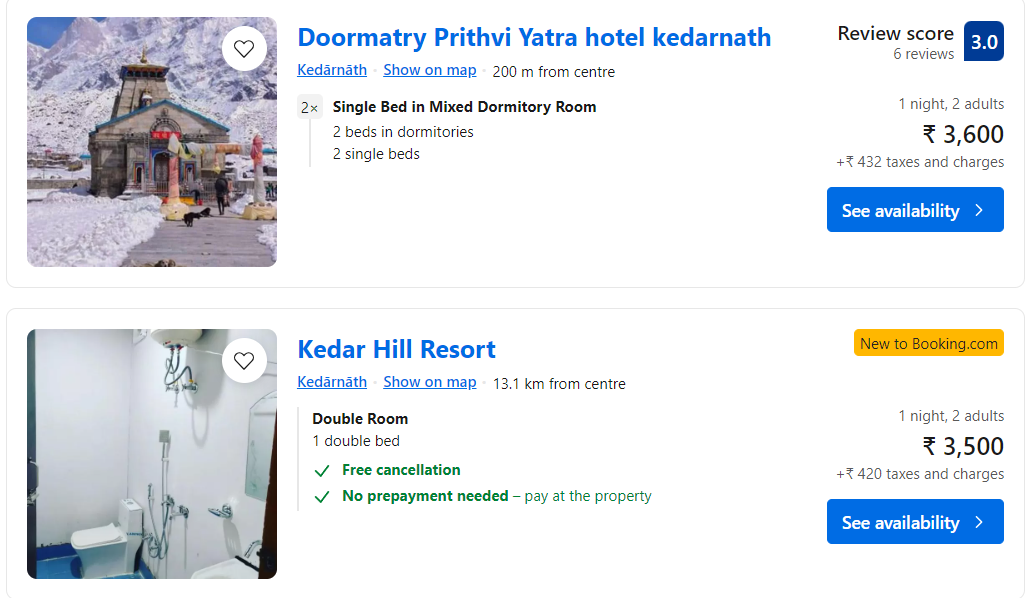 Doormatry Prithvi Yatra hotel kedarnath
Kedārnāth · Show on map · 200 m from centre
Review score
6 reviews
3.0
2× Single Bed in Mixed Dormitory Room
2 beds in dormitories
2 single beds
1 night, 2 adults
₹ 3,600
+₹ 432 taxes and charges
See availability
Kedar Hill Resort
Kedārnāth · Show on map · 13.1 km from centre
New to Booking.com
Double Room
1 double bed
Free cancellation
No prepayment needed – pay at the property
1 night, 2 adults
₹ 3,500
+₹ 420 taxes and charges
See availability